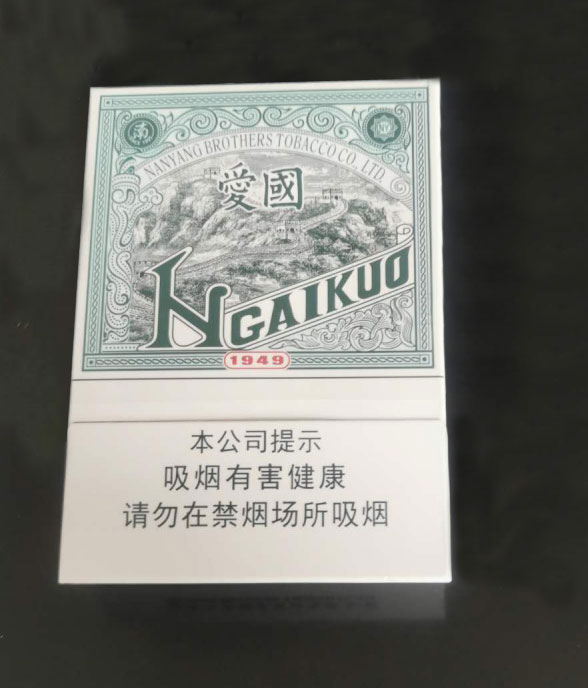 南
NANYANG BROTHERS TOBACCO CO. LTD.
愛國
NGAIKUO
1949
本公司提示
吸烟有害健康
请勿在禁烟场所吸烟